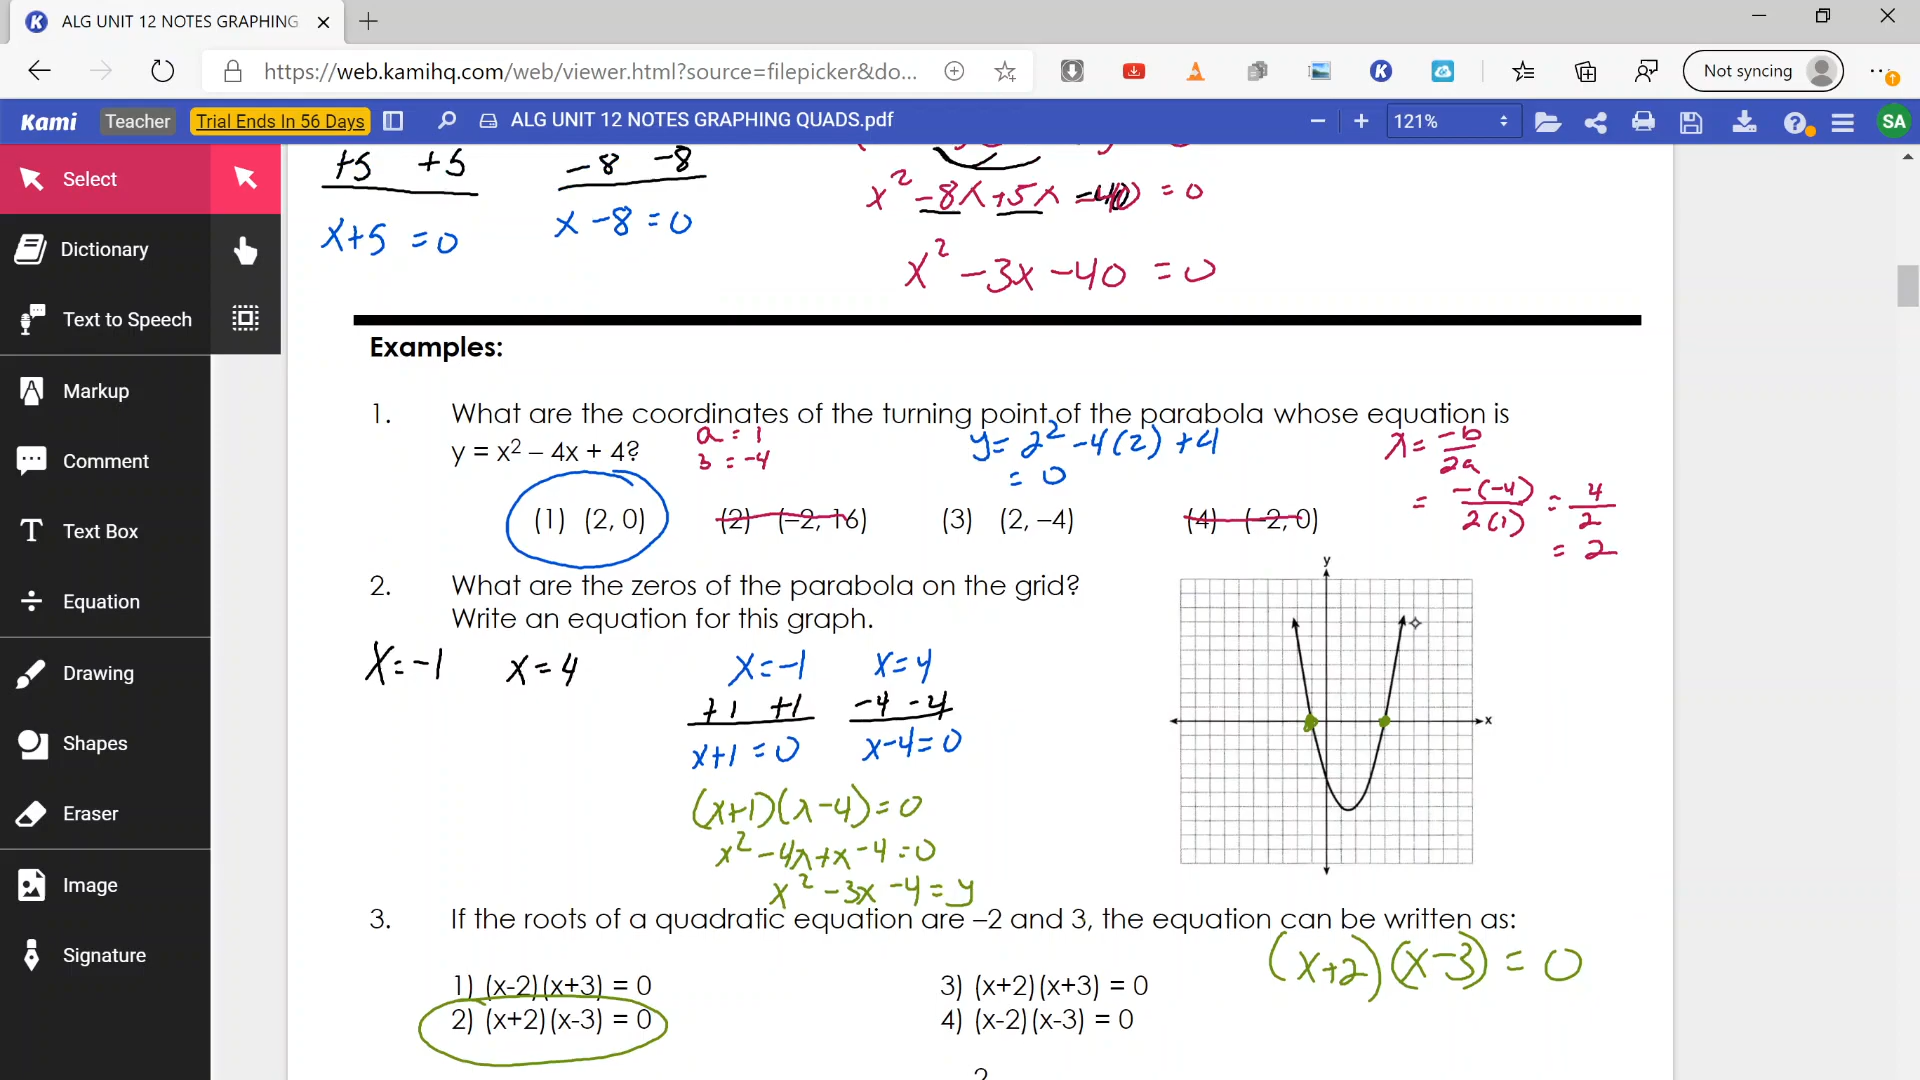 ALG UNIT 12 NOTES GRAPHING
https://web.kamihq.com/web/viewer.html?source=filepicker&do...
Not syncing
Kami Teacher Trial Ends In 56 Days ALG UNIT 12 NOTES GRAPHING QUADS.pdf 121% SA
Select
Dictionary
Text to Speech
Markup
Comment
Text Box
Equation
Drawing
Shapes
Eraser
Image
Signature
+5 +5 -8 -8
x+5 = 0 x-8=0
x² -8x+5x -40 = 0
x² -3x -40 = 0
Examples:
1. What are the coordinates of the turning point of the parabola whose equation is
y = x² – 4x + 4?
a = 1
b = -4
y= 2² -4(2) +4
= 0
x= -b/2a
= -(-4)/2(1) = 4/2
= 2
(1) (2, 0) (2) (–2, 16) (3) (2, –4) (4) (–2, 0)
2. What are the zeros of the parabola on the grid?
Write an equation for this graph.
x=-1 x=4
x=-1 x=4
+1 +1 -4 -4
x+1=0 x-4=0
(x+1)(x-4)=0
x²-4x+x-4=0
x²-3x-4=y
y
x
3. If the roots of a quadratic equation are –2 and 3, the equation can be written as:
(x+2)(x-3) = 0
1) (x-2)(x+3) = 0 3) (x+2)(x+3) = 0
2) (x+2)(x-3) = 0 4) (x-2)(x-3) = 0